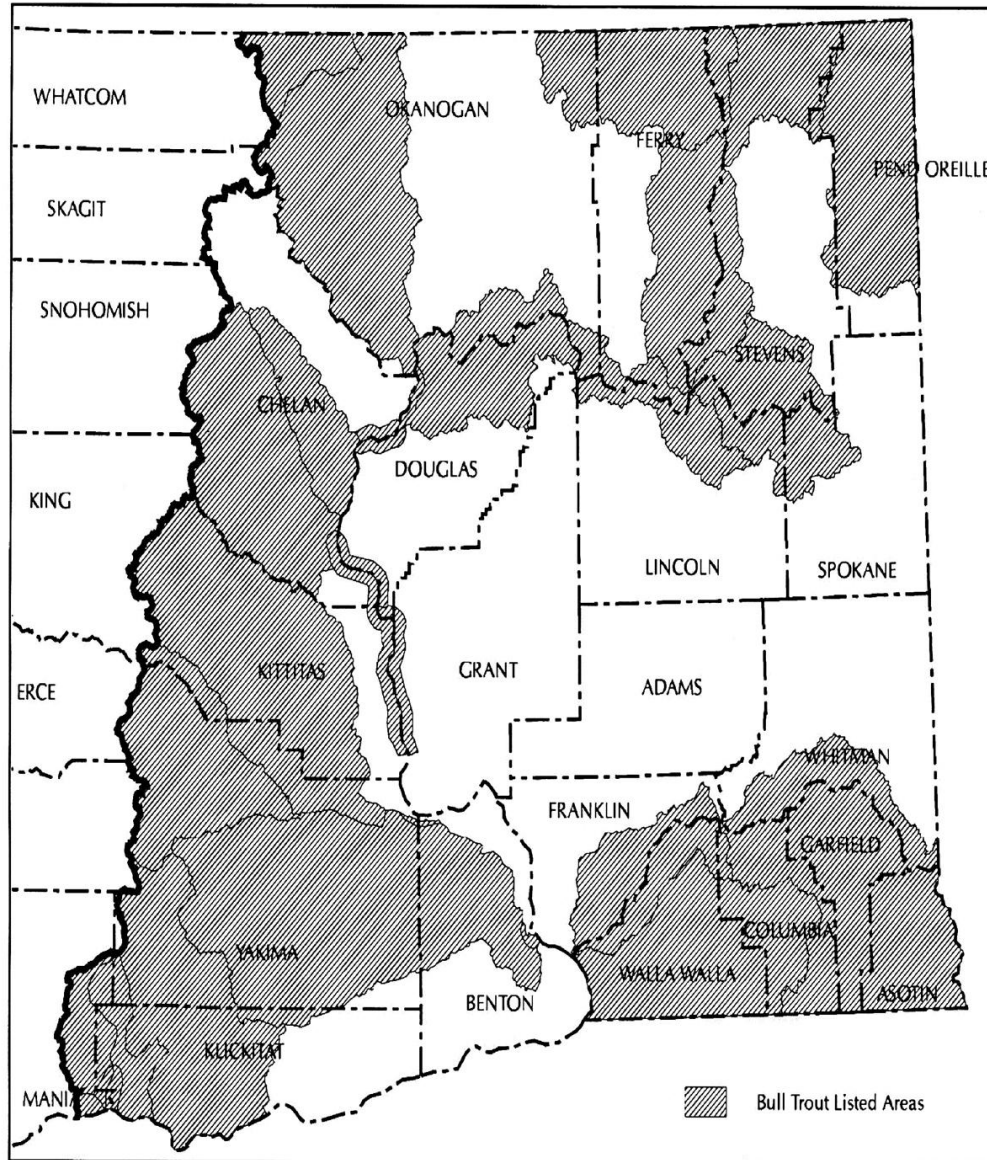 WHATCOM
OKANOGAN
FERRY
PEND OREILLE
SKAGIT
SNOHOMISH
STEVENS
CHELAN
DOUGLAS
KING
LINCOLN
SPOKANE
ERCE
KITTITAS
GRANT
ADAMS
WHITMAN
FRANKLIN
GARFIELD
COLUMBIA
YAKIMA
WALLA WALLA
BENTON
ASOTIN
KLICKITAT
MANIA
Bull Trout Listed Areas